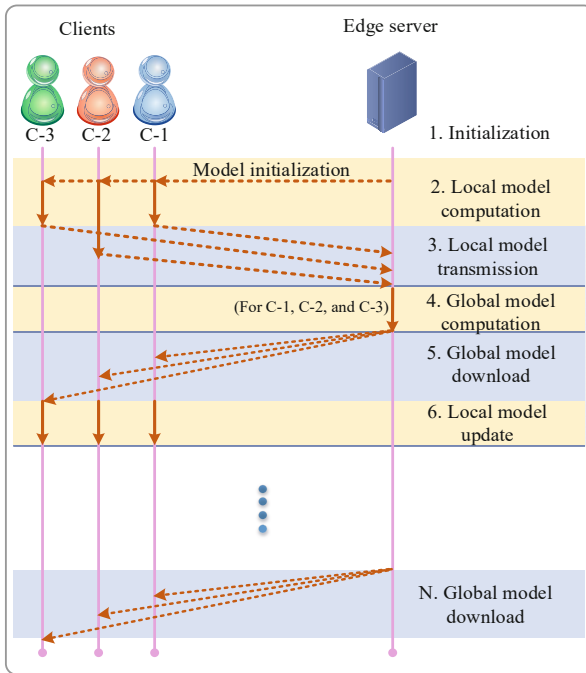 Clients
Edge server
C-3
C-2
C-1
1. Initialization
Model initialization
2. Local model
computation
3. Local model
transmission
(For C-1, C-2, and C-3)
4. Global model
computation
5. Global model
download
6. Local model
update
N. Global model
download